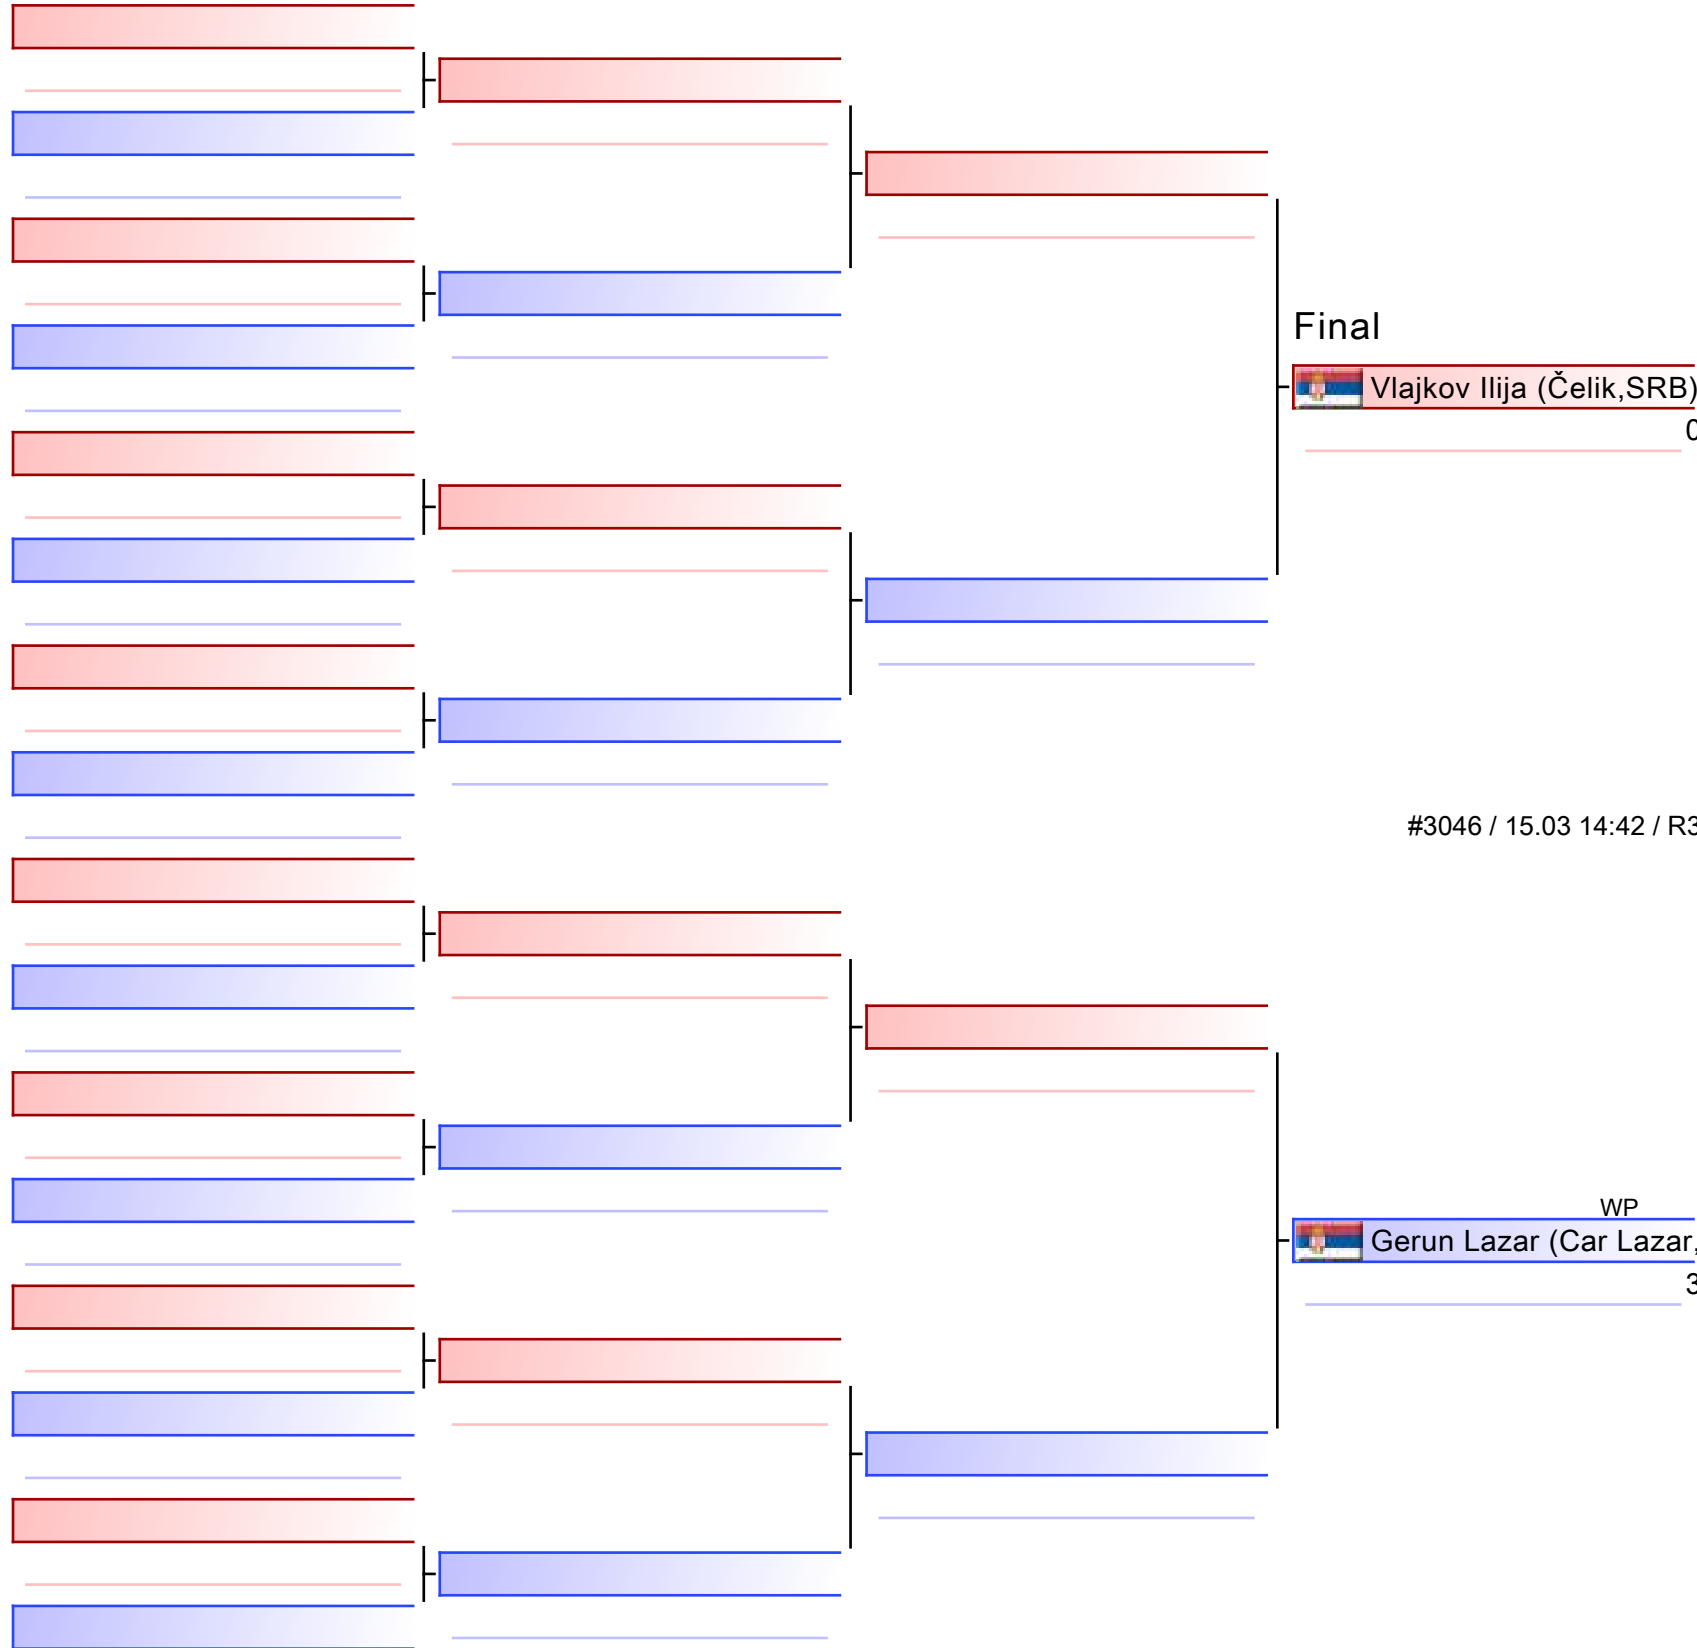 Final
Vlajkov Ilija (Čelik,SRB)
0
#3046 / 15.03 14:42 / R3
WP
Gerun Lazar (Car Lazar,
3